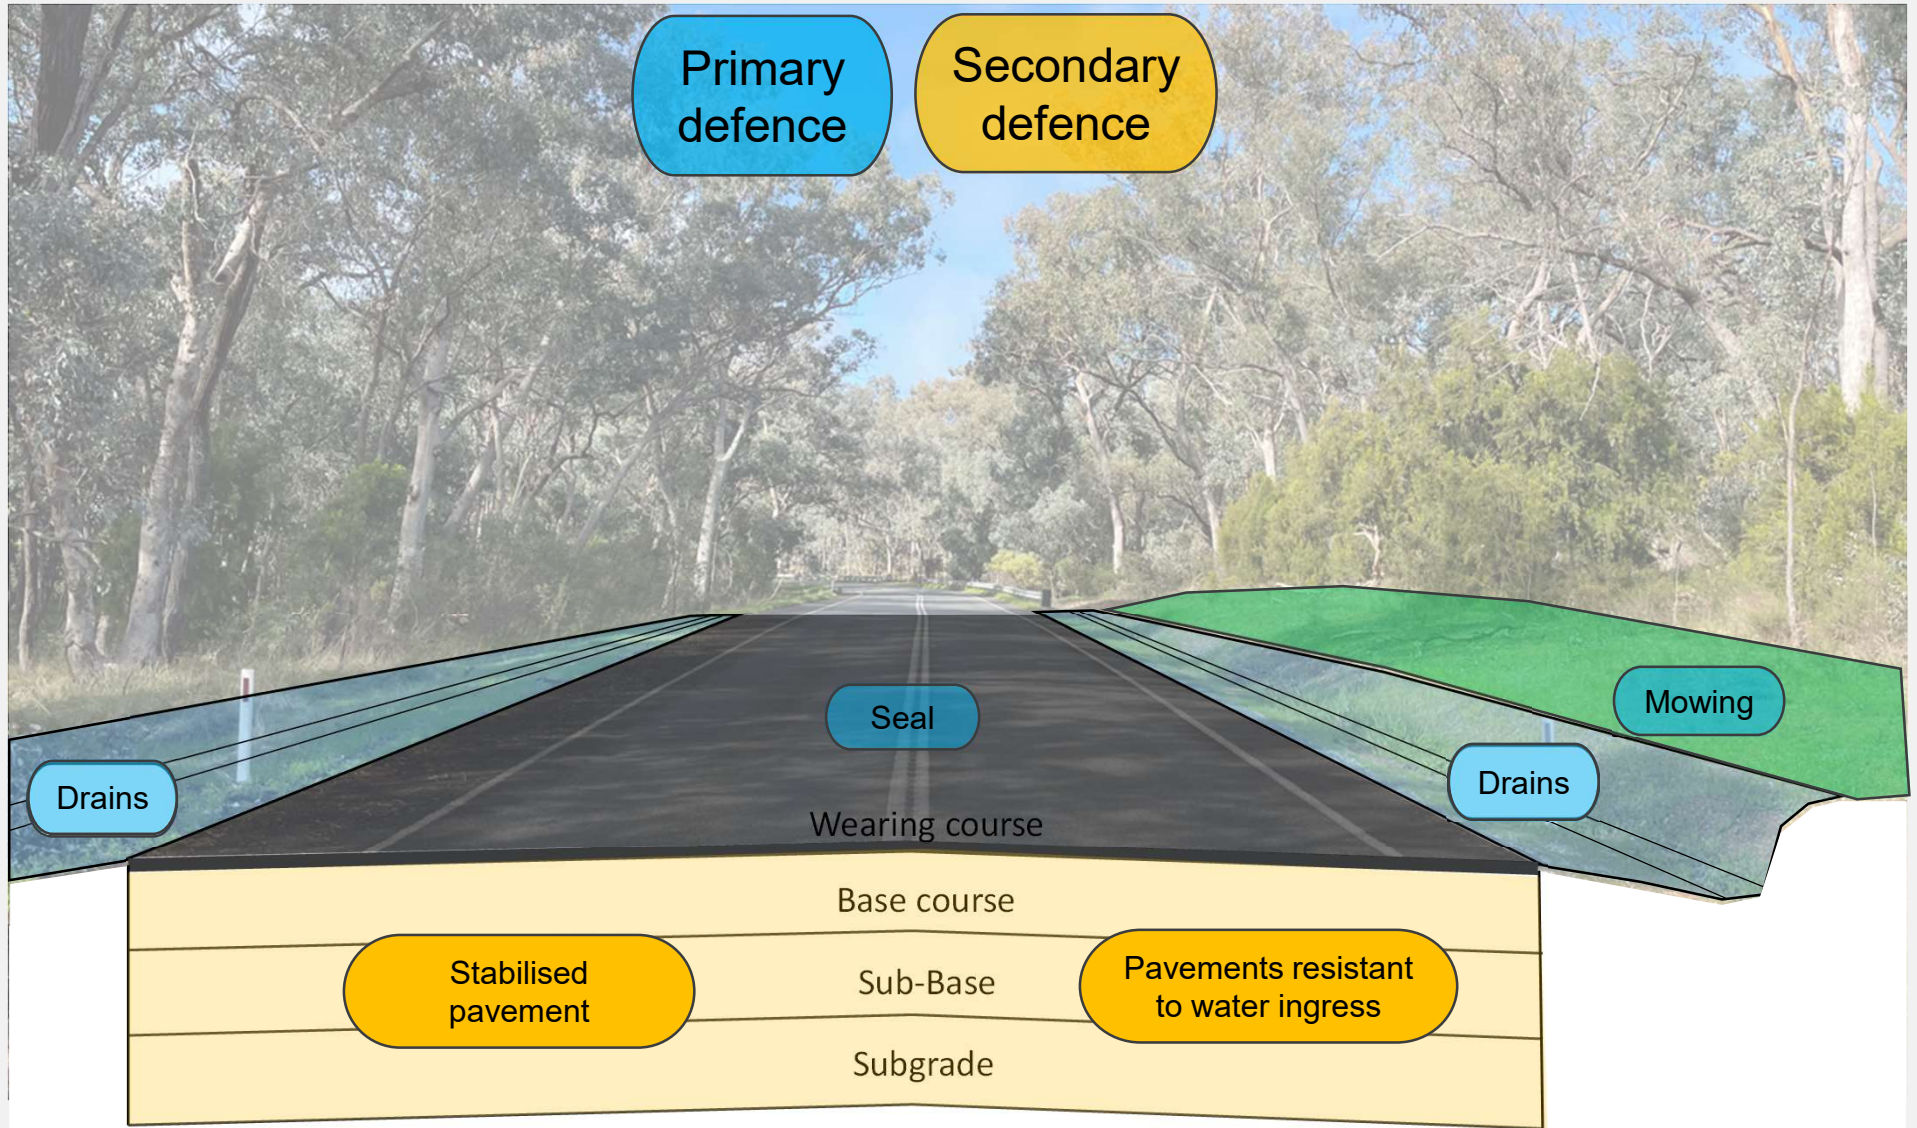 Primary
defence
Secondary
defence
Mowing
Seal
Drains
Drains
Wearing course
Base course
Stabilised
pavement
Sub-Base
Pavements resistant
to water ingress
Subgrade